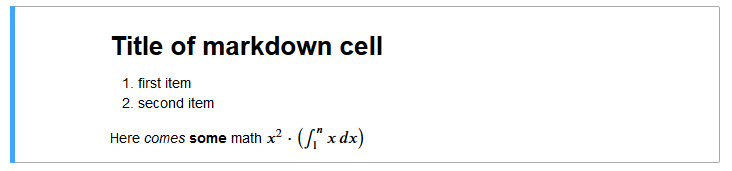 Title of markdown cell
1. first item
2. second item
Here comes some math x² · (∫₁ⁿ x dx)